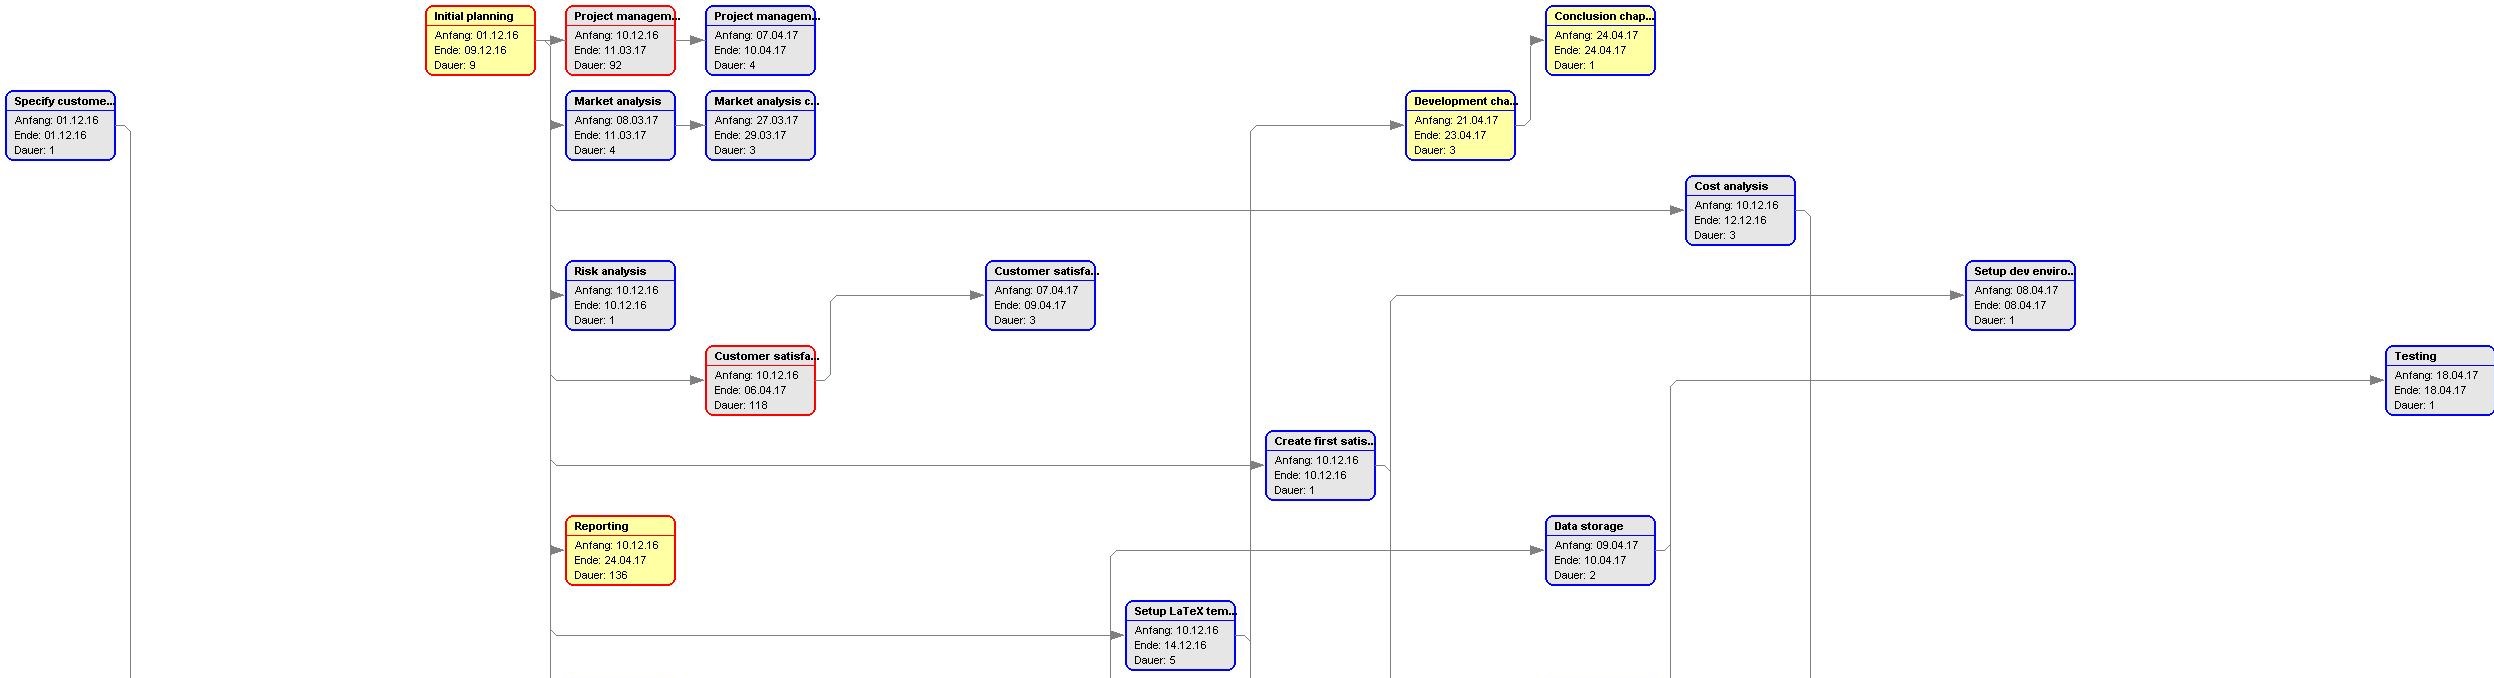 Initial planning
Anfang: 01.12.16
Ende: 09.12.16
Dauer: 9
Project managem...
Anfang: 10.12.16
Ende: 11.03.17
Dauer: 92
Project managem...
Anfang: 07.04.17
Ende: 10.04.17
Dauer: 4
Conclusion chap...
Anfang: 24.04.17
Ende: 24.04.17
Dauer: 1
Specify custome...
Anfang: 01.12.16
Ende: 01.12.16
Dauer: 1
Market analysis
Anfang: 08.03.17
Ende: 11.03.17
Dauer: 4
Market analysis c...
Anfang: 27.03.17
Ende: 29.03.17
Dauer: 3
Development cha...
Anfang: 21.04.17
Ende: 23.04.17
Dauer: 3
Cost analysis
Anfang: 10.12.16
Ende: 12.12.16
Dauer: 3
Risk analysis
Anfang: 10.12.16
Ende: 10.12.16
Dauer: 1
Customer satisfa...
Anfang: 07.04.17
Ende: 09.04.17
Dauer: 3
Setup dev enviro...
Anfang: 08.04.17
Ende: 08.04.17
Dauer: 1
Customer satisfa...
Anfang: 10.12.16
Ende: 06.04.17
Dauer: 118
Testing
Anfang: 18.04.17
Ende: 18.04.17
Dauer: 1
Create first satis...
Anfang: 10.12.16
Ende: 10.12.16
Dauer: 1
Reporting
Anfang: 10.12.16
Ende: 24.04.17
Dauer: 136
Data storage
Anfang: 09.04.17
Ende: 10.04.17
Dauer: 2
Setup LaTeX tem...
Anfang: 10.12.16
Ende: 14.12.16
Dauer: 5